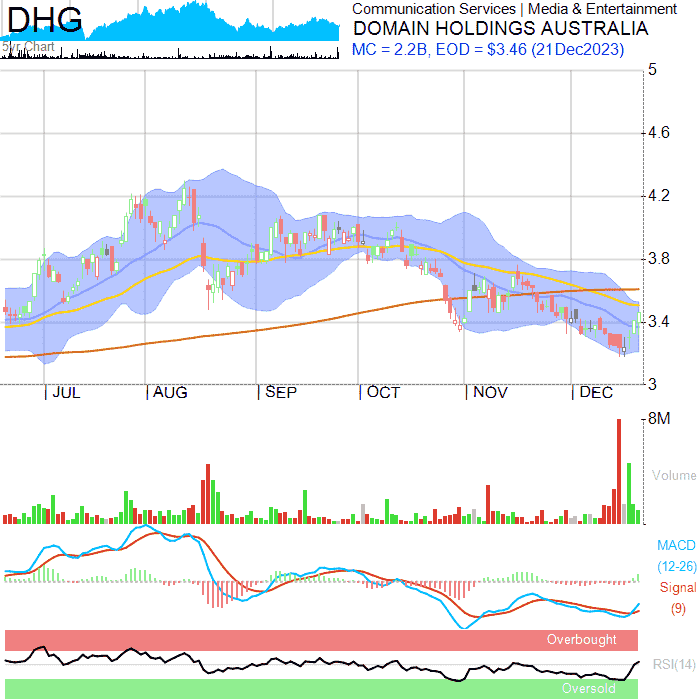 DHG
5yr Chart
Communication Services | Media & Entertainment
DOMAIN HOLDINGS AUSTRALIA
MC = 2.2B, EOD = $3.46 (21Dec2023)
5
4.6
4.2
3.8
3.4
3
JUL
AUG
SEP
OCT
NOV
DEC
8M
Volume
MACD
(12-26)
Signal
(9)
Overbought
RSI(14)
Oversold